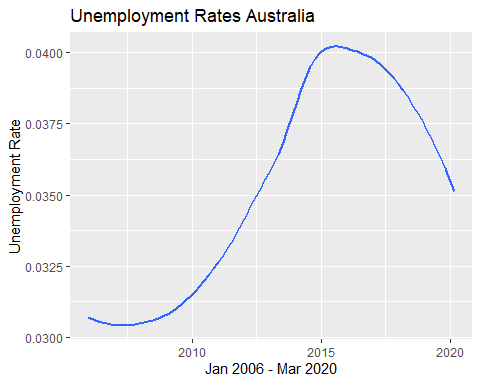 Unemployment Rates Australia
Unemployment Rate
0.0400
0.0375
0.0350
0.0325
0.0300
2010
2015
2020
Jan 2006 - Mar 2020